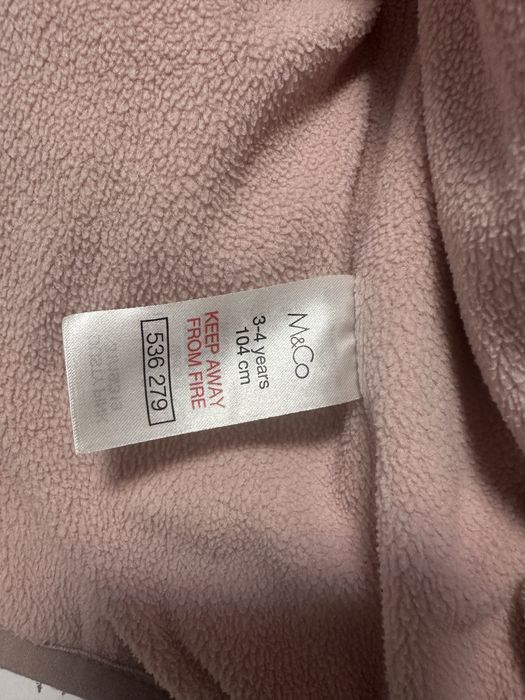 M&Co
3-4 years
104 cm
KEEP AWAY
FROM FIRE
536 279